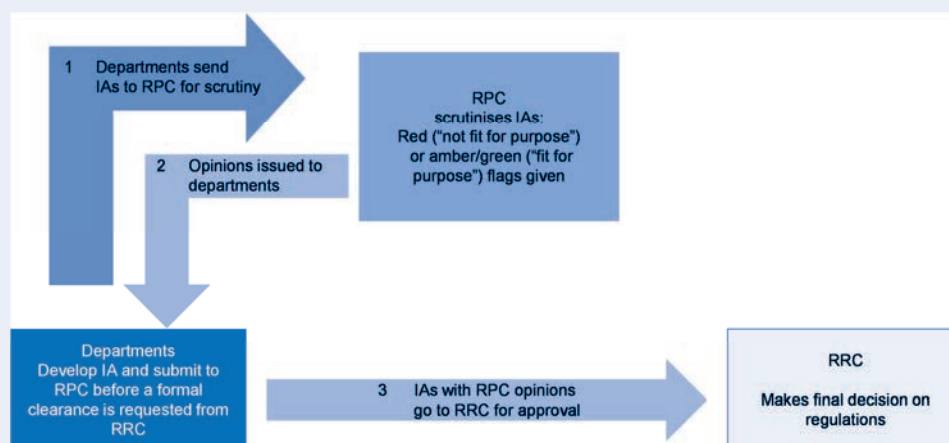 1 Departments send
IAs to RPC for scrutiny
RPC
scrutinises IAs:
Red (“not fit for purpose”)
or amber/green (“fit for
purpose”) flags given
2 Opinions issued to
departments
Departments
Develop IA and submit to
RPC before a formal
clearance is requested from
RRC
3 IAs with RPC opinions
go to RRC for approval
RRC
Makes final decision on
regulations